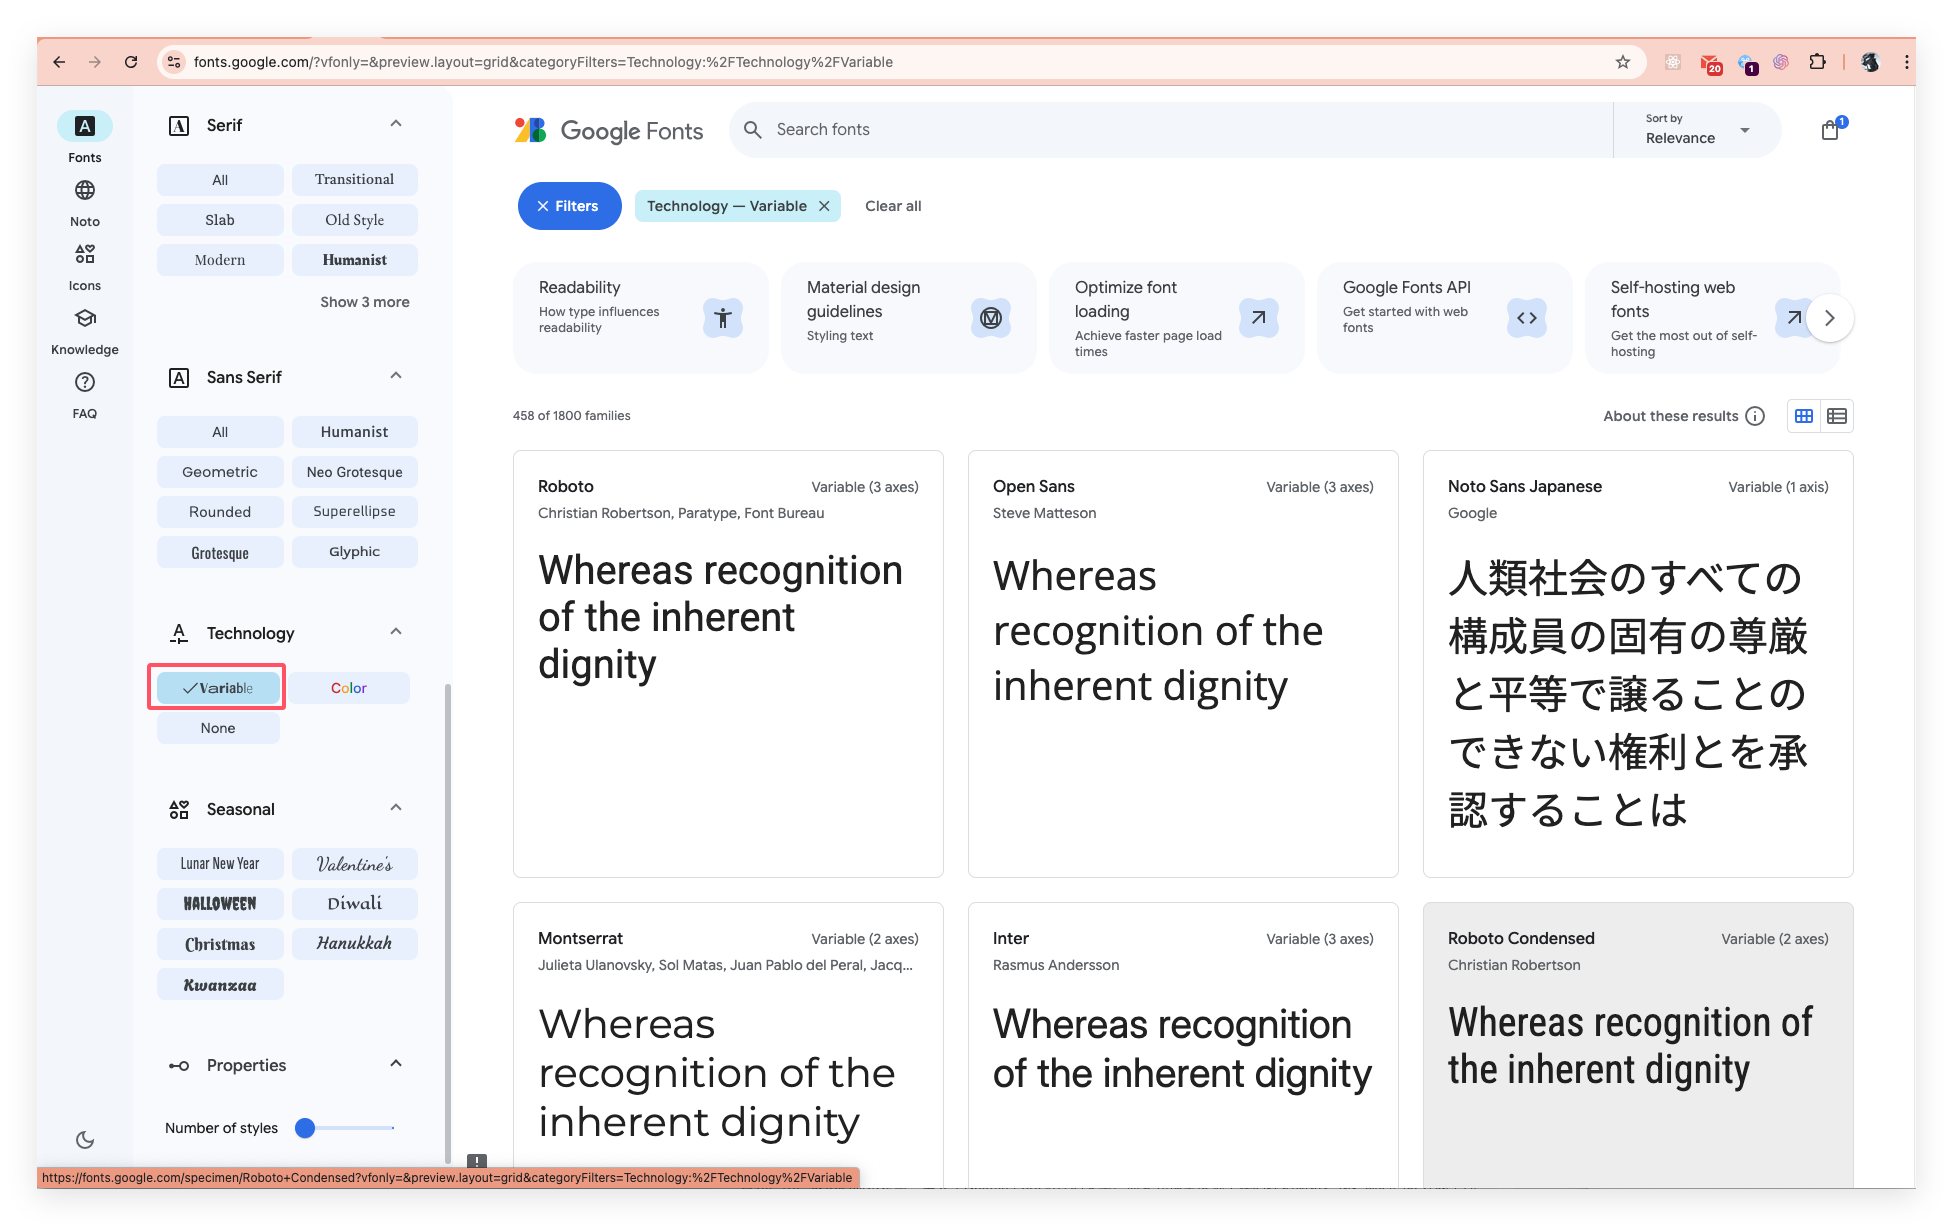 fonts.google.com/?vfonly=&preview.layout=grid&categoryFilters=Technology:%2FTechnology%2FVariable
20
1
A
Fonts
Noto
Icons
Knowledge
FAQ
A
Serif
All
Transitional
Slab
Old Style
Modern
Humanist
Show 3 more
A
Sans Serif
All
Humanist
Geometric
Neo Grotesque
Rounded
Superellipse
Grotesque
Glyphic
Technology
Variable
Color
None
Seasonal
Lunar New Year
Valentine's
HALLOWEEN
Diwali
Christmas
Hanukkah
Kwanzaa
Properties
Number of styles
Google Fonts
Search fonts
Sort by
Relevance
1
Filters
Technology — Variable
Clear all
Readability
How type influences
readability
Material design
guidelines
Styling text
Optimize font
loading
Achieve faster page load
times
Google Fonts API
Get started with web
fonts
Self-hosting web
fonts
Get the most out of self-
hosting
458 of 1800 families
About these results
Roboto
Variable (3 axes)
Christian Robertson, Paratype, Font Bureau
Whereas recognition
of the inherent
dignity
Open Sans
Variable (3 axes)
Steve Matteson
Whereas
recognition of the
inherent dignity
Noto Sans Japanese
Variable (1 axis)
Google
人類社会のすべての
構成員の固有の尊厳
と平等で譲ることの
できない権利とを承
認することは
Montserrat
Variable (2 axes)
Julieta Ulanovsky, Sol Matas, Juan Pablo del Peral, Jacq...
Whereas
recognition of the
inherent dignity
Inter
Variable (3 axes)
Rasmus Andersson
Whereas recognition
of the inherent dignity
Roboto Condensed
Variable (2 axes)
Christian Robertson
Whereas recognition of
the inherent dignity
https://fonts.google.com/specimen/Roboto+Condensed?vfonly=&preview.layout=grid&categoryFilters=Technology:%2FTechnology%2FVariable